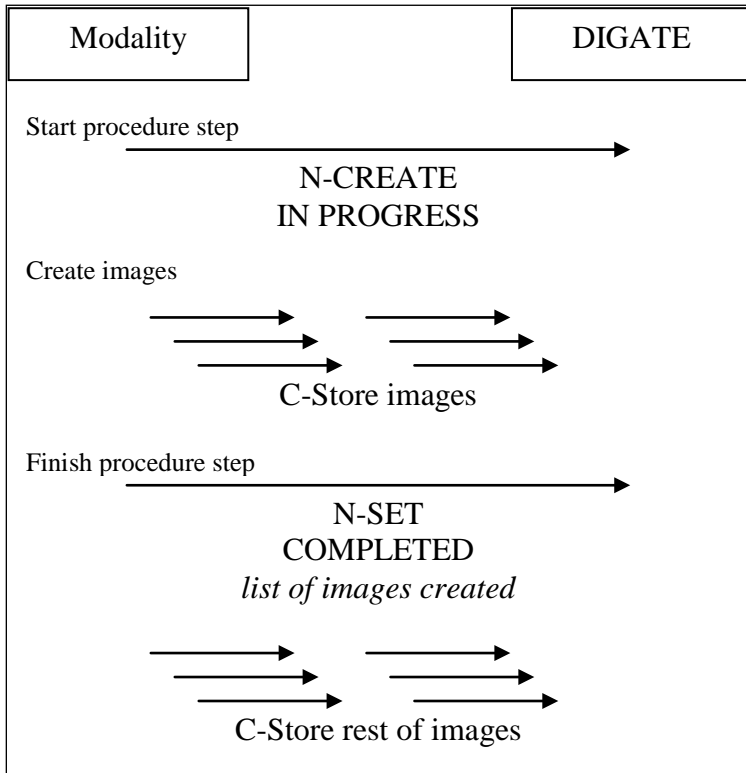 Modality
DIGATE
Start procedure step
N-CREATE
IN PROGRESS
Create images
C-Store images
Finish procedure step
N-SET
COMPLETED
list of images created
C-Store rest of images